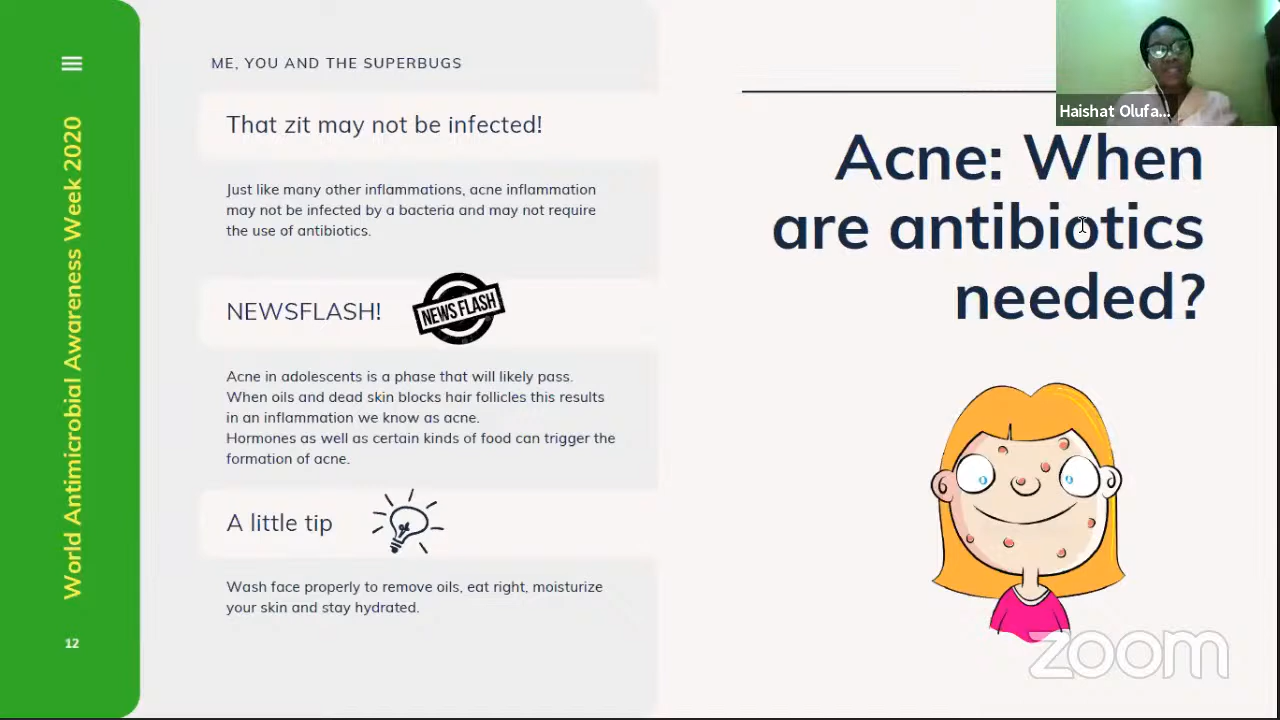 World Antimicrobial Awareness Week 2020
12
ME, YOU AND THE SUPERBUGS
That zit may not be infected!
Just like many other inflammations, acne inflammation
may not be infected by a bacteria and may not require
the use of antibiotics.
NEWSFLASH!
NEWS FLASH
Acne in adolescents is a phase that will likely pass.
When oils and dead skin blocks hair follicles this results
in an inflammation we know as acne.
Hormones as well as certain kinds of food can trigger the
formation of acne.
A little tip
Wash face properly to remove oils, eat right, moisturize
your skin and stay hydrated.
Haishat Olufa...
Acne: When
are antibiotics
needed?
zoom